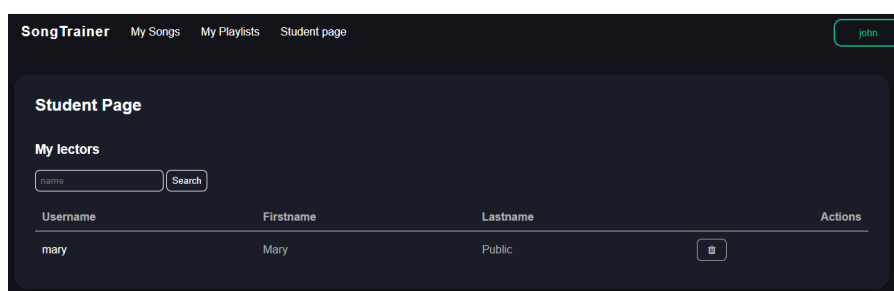 SongTrainer My Songs My Playlists Student page john
Student Page
My lectors
name Search
Username Firstname Lastname Actions
mary Mary Public